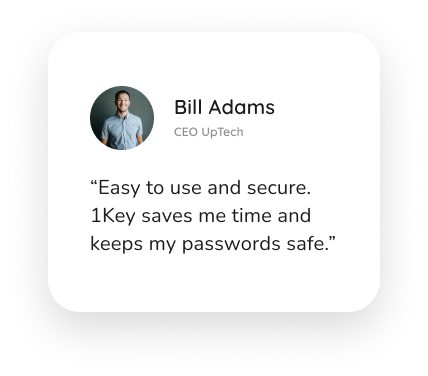 Bill Adams
CEO UpTech
“Easy to use and secure.
1Key saves me time and
keeps my passwords safe.”